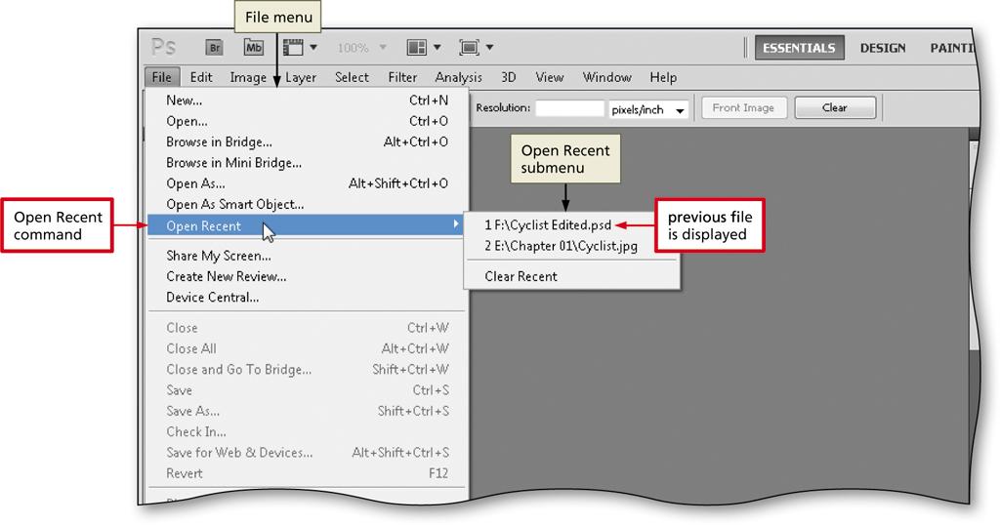 File menu
Ps Br Mb 100% ESSENTIALS DESIGN
File Edit Image Layer Select Filter Analysis 3D View Window Help
Resolution: pixels/inch Front Image Clear
New... Ctrl+N
Open... Ctrl+O
Browse in Bridge... Alt+Ctrl+O
Browse in Mini Bridge...
Open As... Alt+Shift+Ctrl+O
Open As Smart Object...
Open Recent
Share My Screen...
Create New Review...
Device Central...
Close Ctrl+W
Close All Alt+Ctrl+W
Close and Go To Bridge... Shift+Ctrl+W
Save Ctrl+S
Save As... Shift+Ctrl+S
Check In...
Save for Web & Devices... Alt+Shift+Ctrl+S
Revert F12
Open Recent
command
Open Recent
submenu
1 F:\Cyclist Edited.psd
2 E:\Chapter 01\Cyclist.jpg
Clear Recent
previous file
is displayed